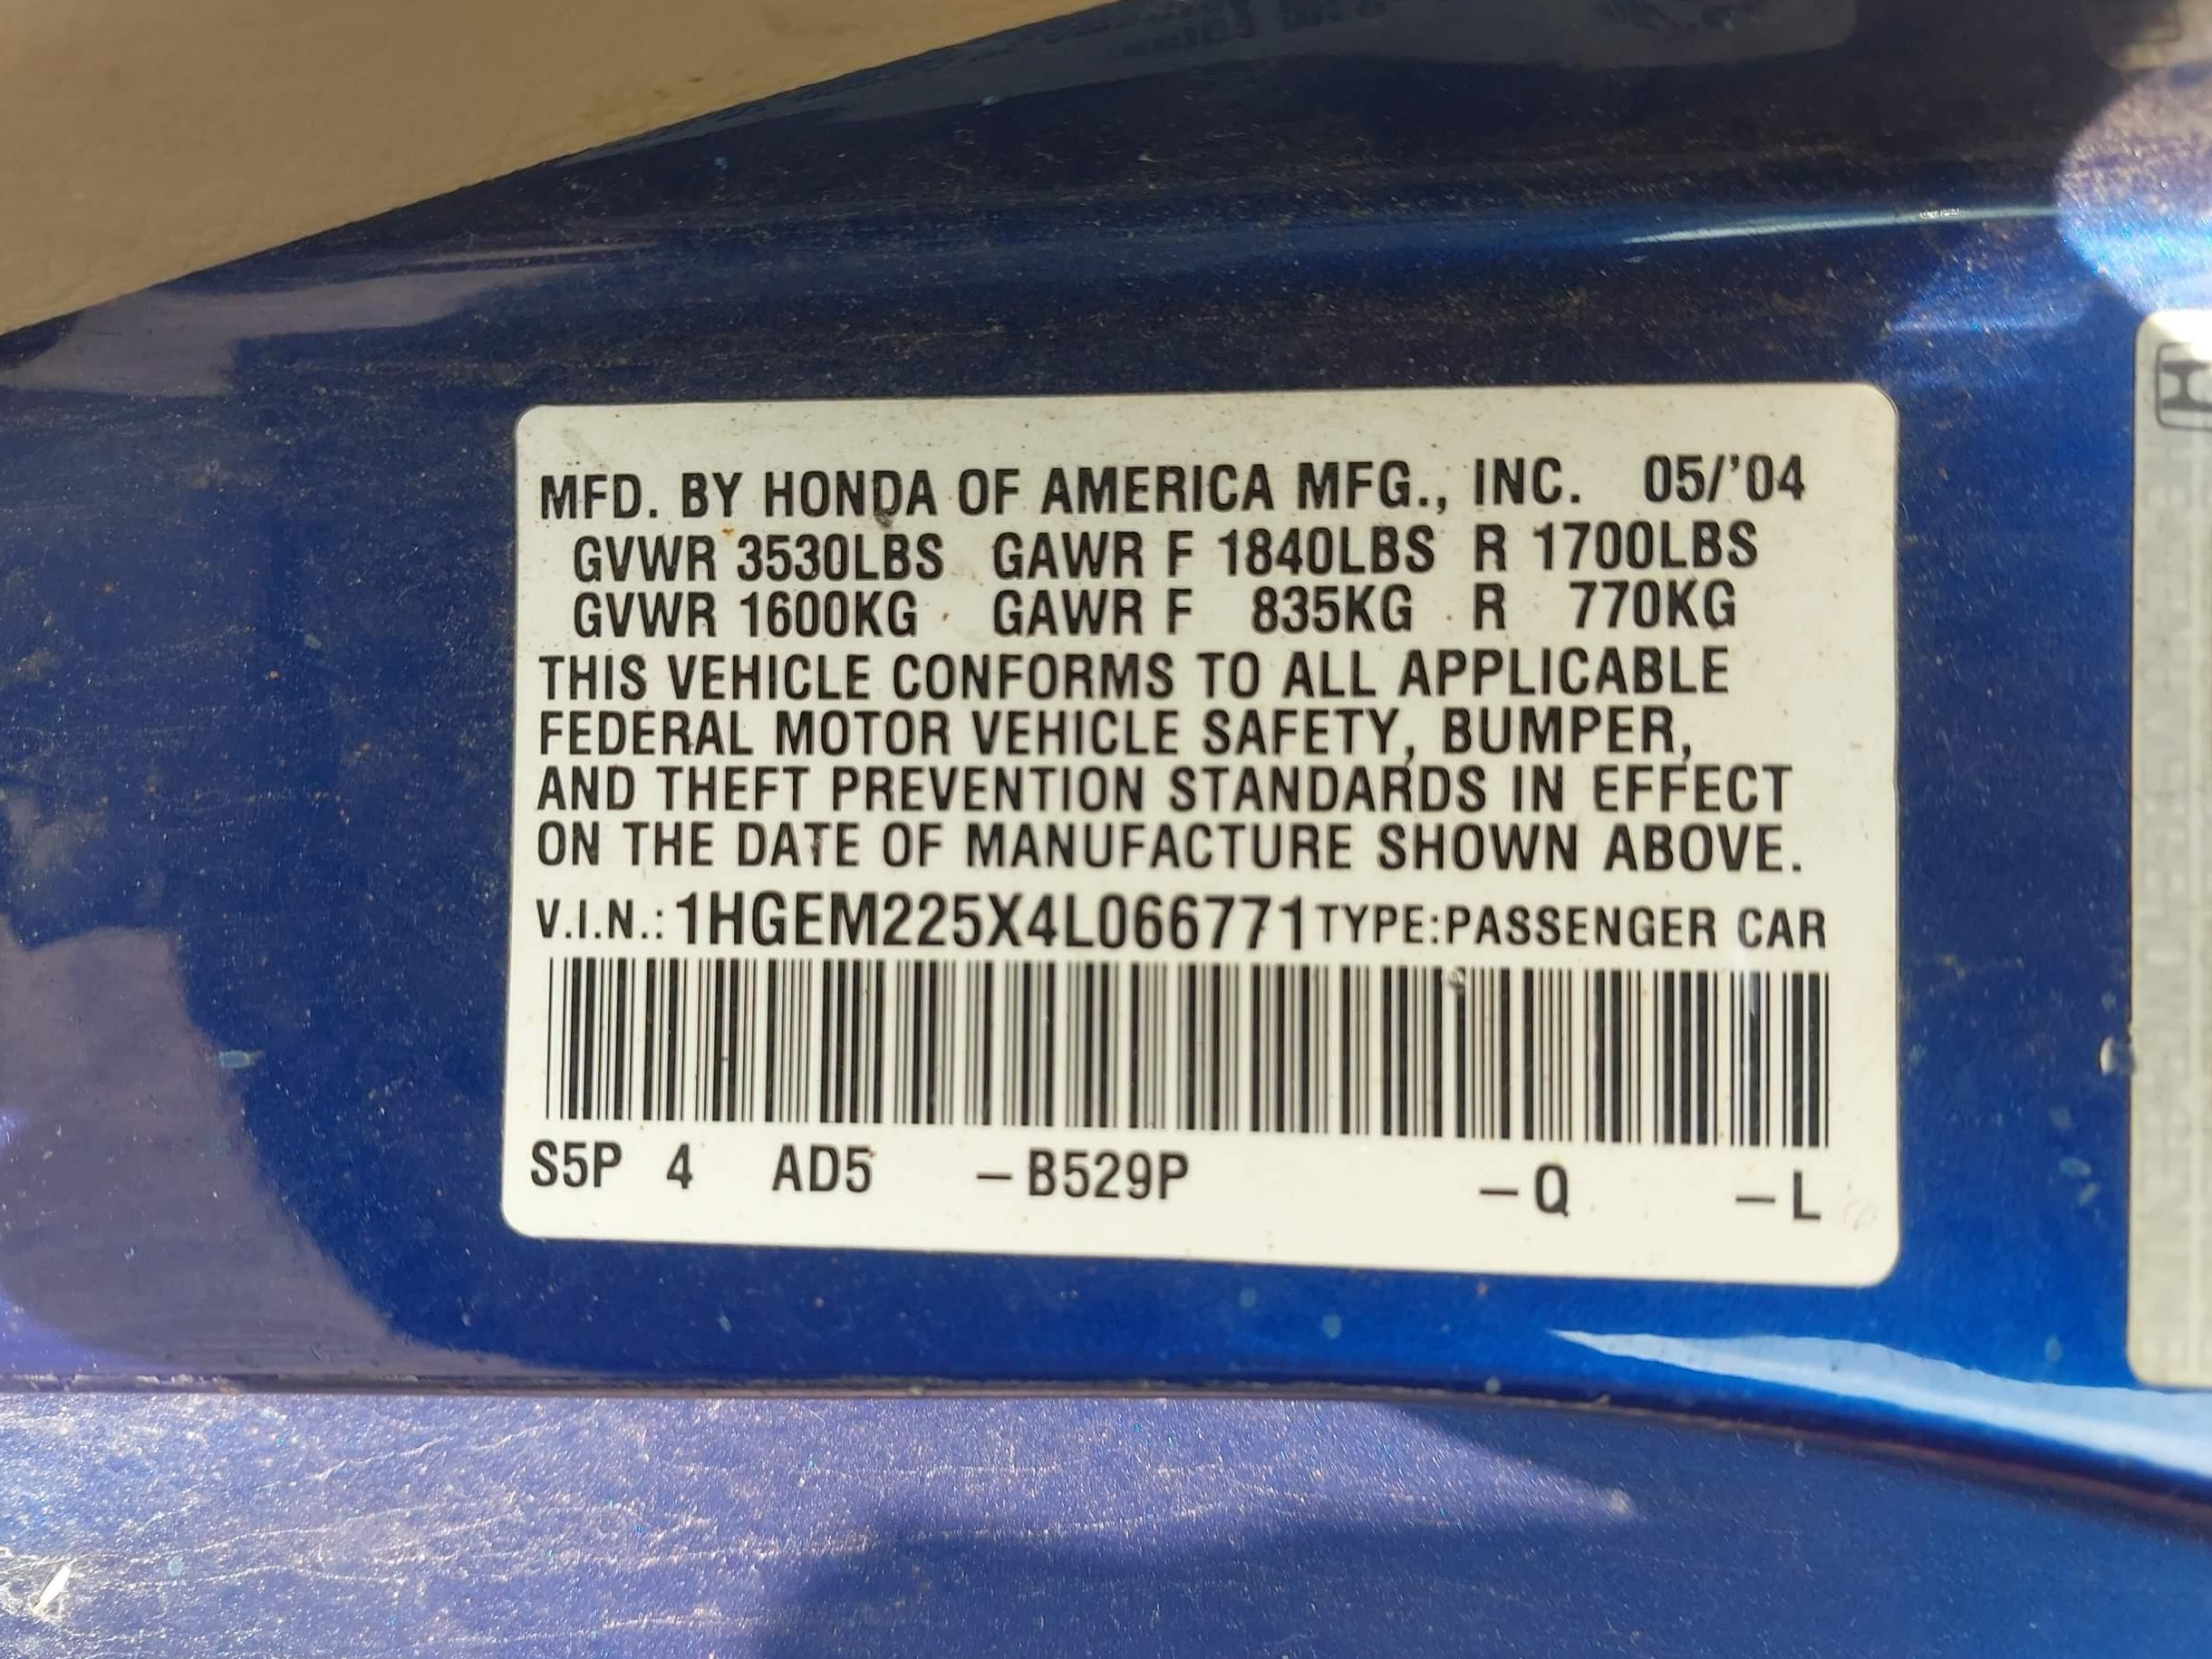 MFD. BY HONDA OF AMERICA MFG., INC. 05/'04
GVWR 3530LBS GAWR F 1840LBS R 1700LBS
GVWR 1600KG GAWR F 835KG R 770KG
THIS VEHICLE CONFORMS TO ALL APPLICABLE
FEDERAL MOTOR VEHICLE SAFETY, BUMPER,
AND THEFT PREVENTION STANDARDS IN EFFECT
ON THE DATE OF MANUFACTURE SHOWN ABOVE.
V.I.N.: 1HGEM225X4L066771 TYPE:PASSENGER CAR
S5P 4 AD5 –B529P –Q –L